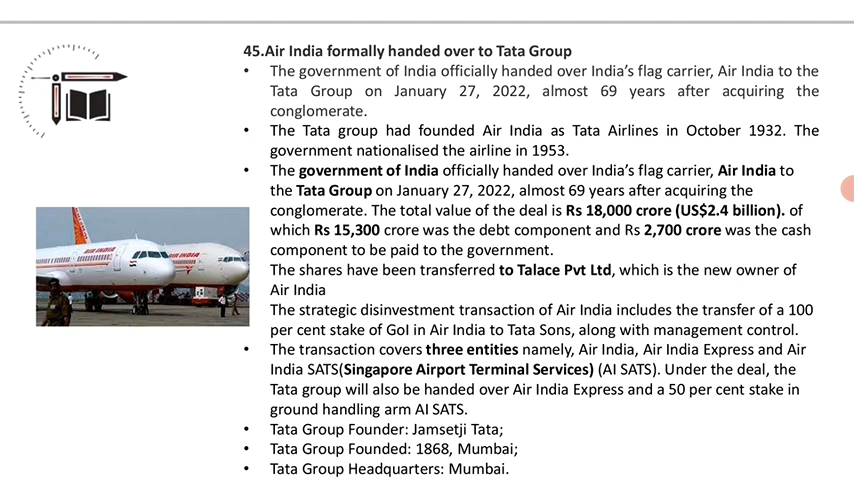 45.Air India formally handed over to Tata Group
• The government of India officially handed over India's flag carrier, Air India to the
Tata Group on January 27, 2022, almost 69 years after acquiring the
conglomerate.
• The Tata group had founded Air India as Tata Airlines in October 1932. The
government nationalised the airline in 1953.
• The government of India officially handed over India's flag carrier, Air India to
the Tata Group on January 27, 2022, almost 69 years after acquiring the
conglomerate. The total value of the deal is Rs 18,000 crore (US$2.4 billion). of
which Rs 15,300 crore was the debt component and Rs 2,700 crore was the cash
component to be paid to the government.
The shares have been transferred to Talace Pvt Ltd, which is the new owner of
Air India
The strategic disinvestment transaction of Air India includes the transfer of a 100
per cent stake of GoI in Air India to Tata Sons, along with management control.
• The transaction covers three entities namely, Air India, Air India Express and Air
India SATS(Singapore Airport Terminal Services) (AI SATS). Under the deal, the
Tata group will also be handed over Air India Express and a 50 per cent stake in
ground handling arm AI SATS.
• Tata Group Founder: Jamsetji Tata;
• Tata Group Founded: 1868, Mumbai;
• Tata Group Headquarters: Mumbai.
AIR INDIA
AIR INDIA